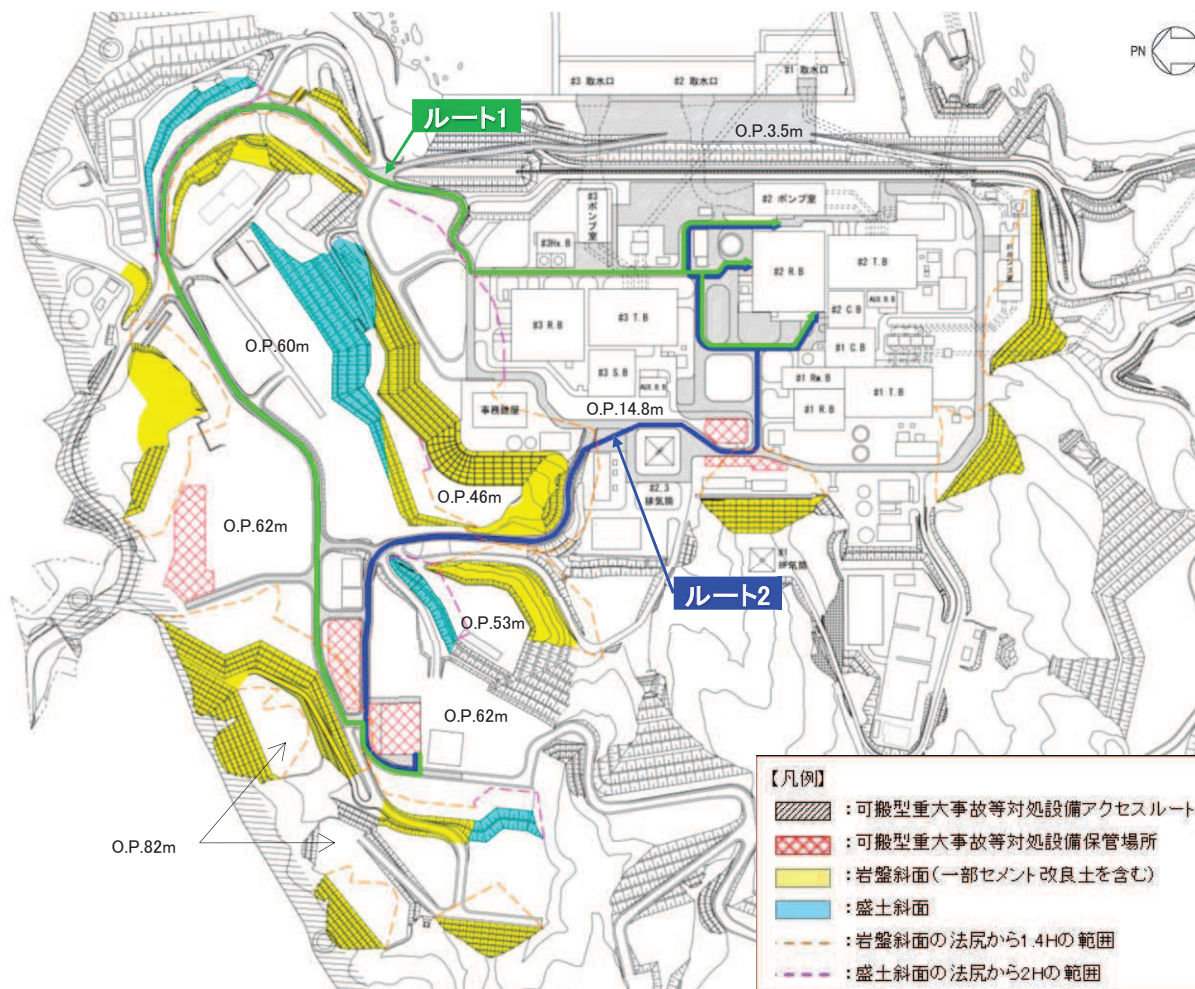 PN
#3 取水口
#2 取水口
#1 取水口
ルート1
O.P.3.5m
#3
ポンプ室
#2 ポンプ室
#3Hx.B
#1
ポンプ室
#2 R.B
#2 T.B
#3 R.B
#3 T.B
#2 C.B
AUX.B.B
O.P.60m
#1 C.B
#3 S.B
AUX.B.B
#1 Rw.B
#1 T.B
事務建屋
O.P.14.8m
#1 R.B
O.P.46m
#2,3
排気筒
O.P.62m
#1
排気筒
ルート2
O.P.53m
O.P.62m
O.P.82m
【凡例】
:可搬型重大事故等対処設備アクセスルート
:可搬型重大事故等対処設備保管場所
:岩盤斜面(一部セメント改良土を含む)
:盛土斜面
:岩盤斜面の法尻から1.4Hの範囲
:盛土斜面の法尻から2Hの範囲